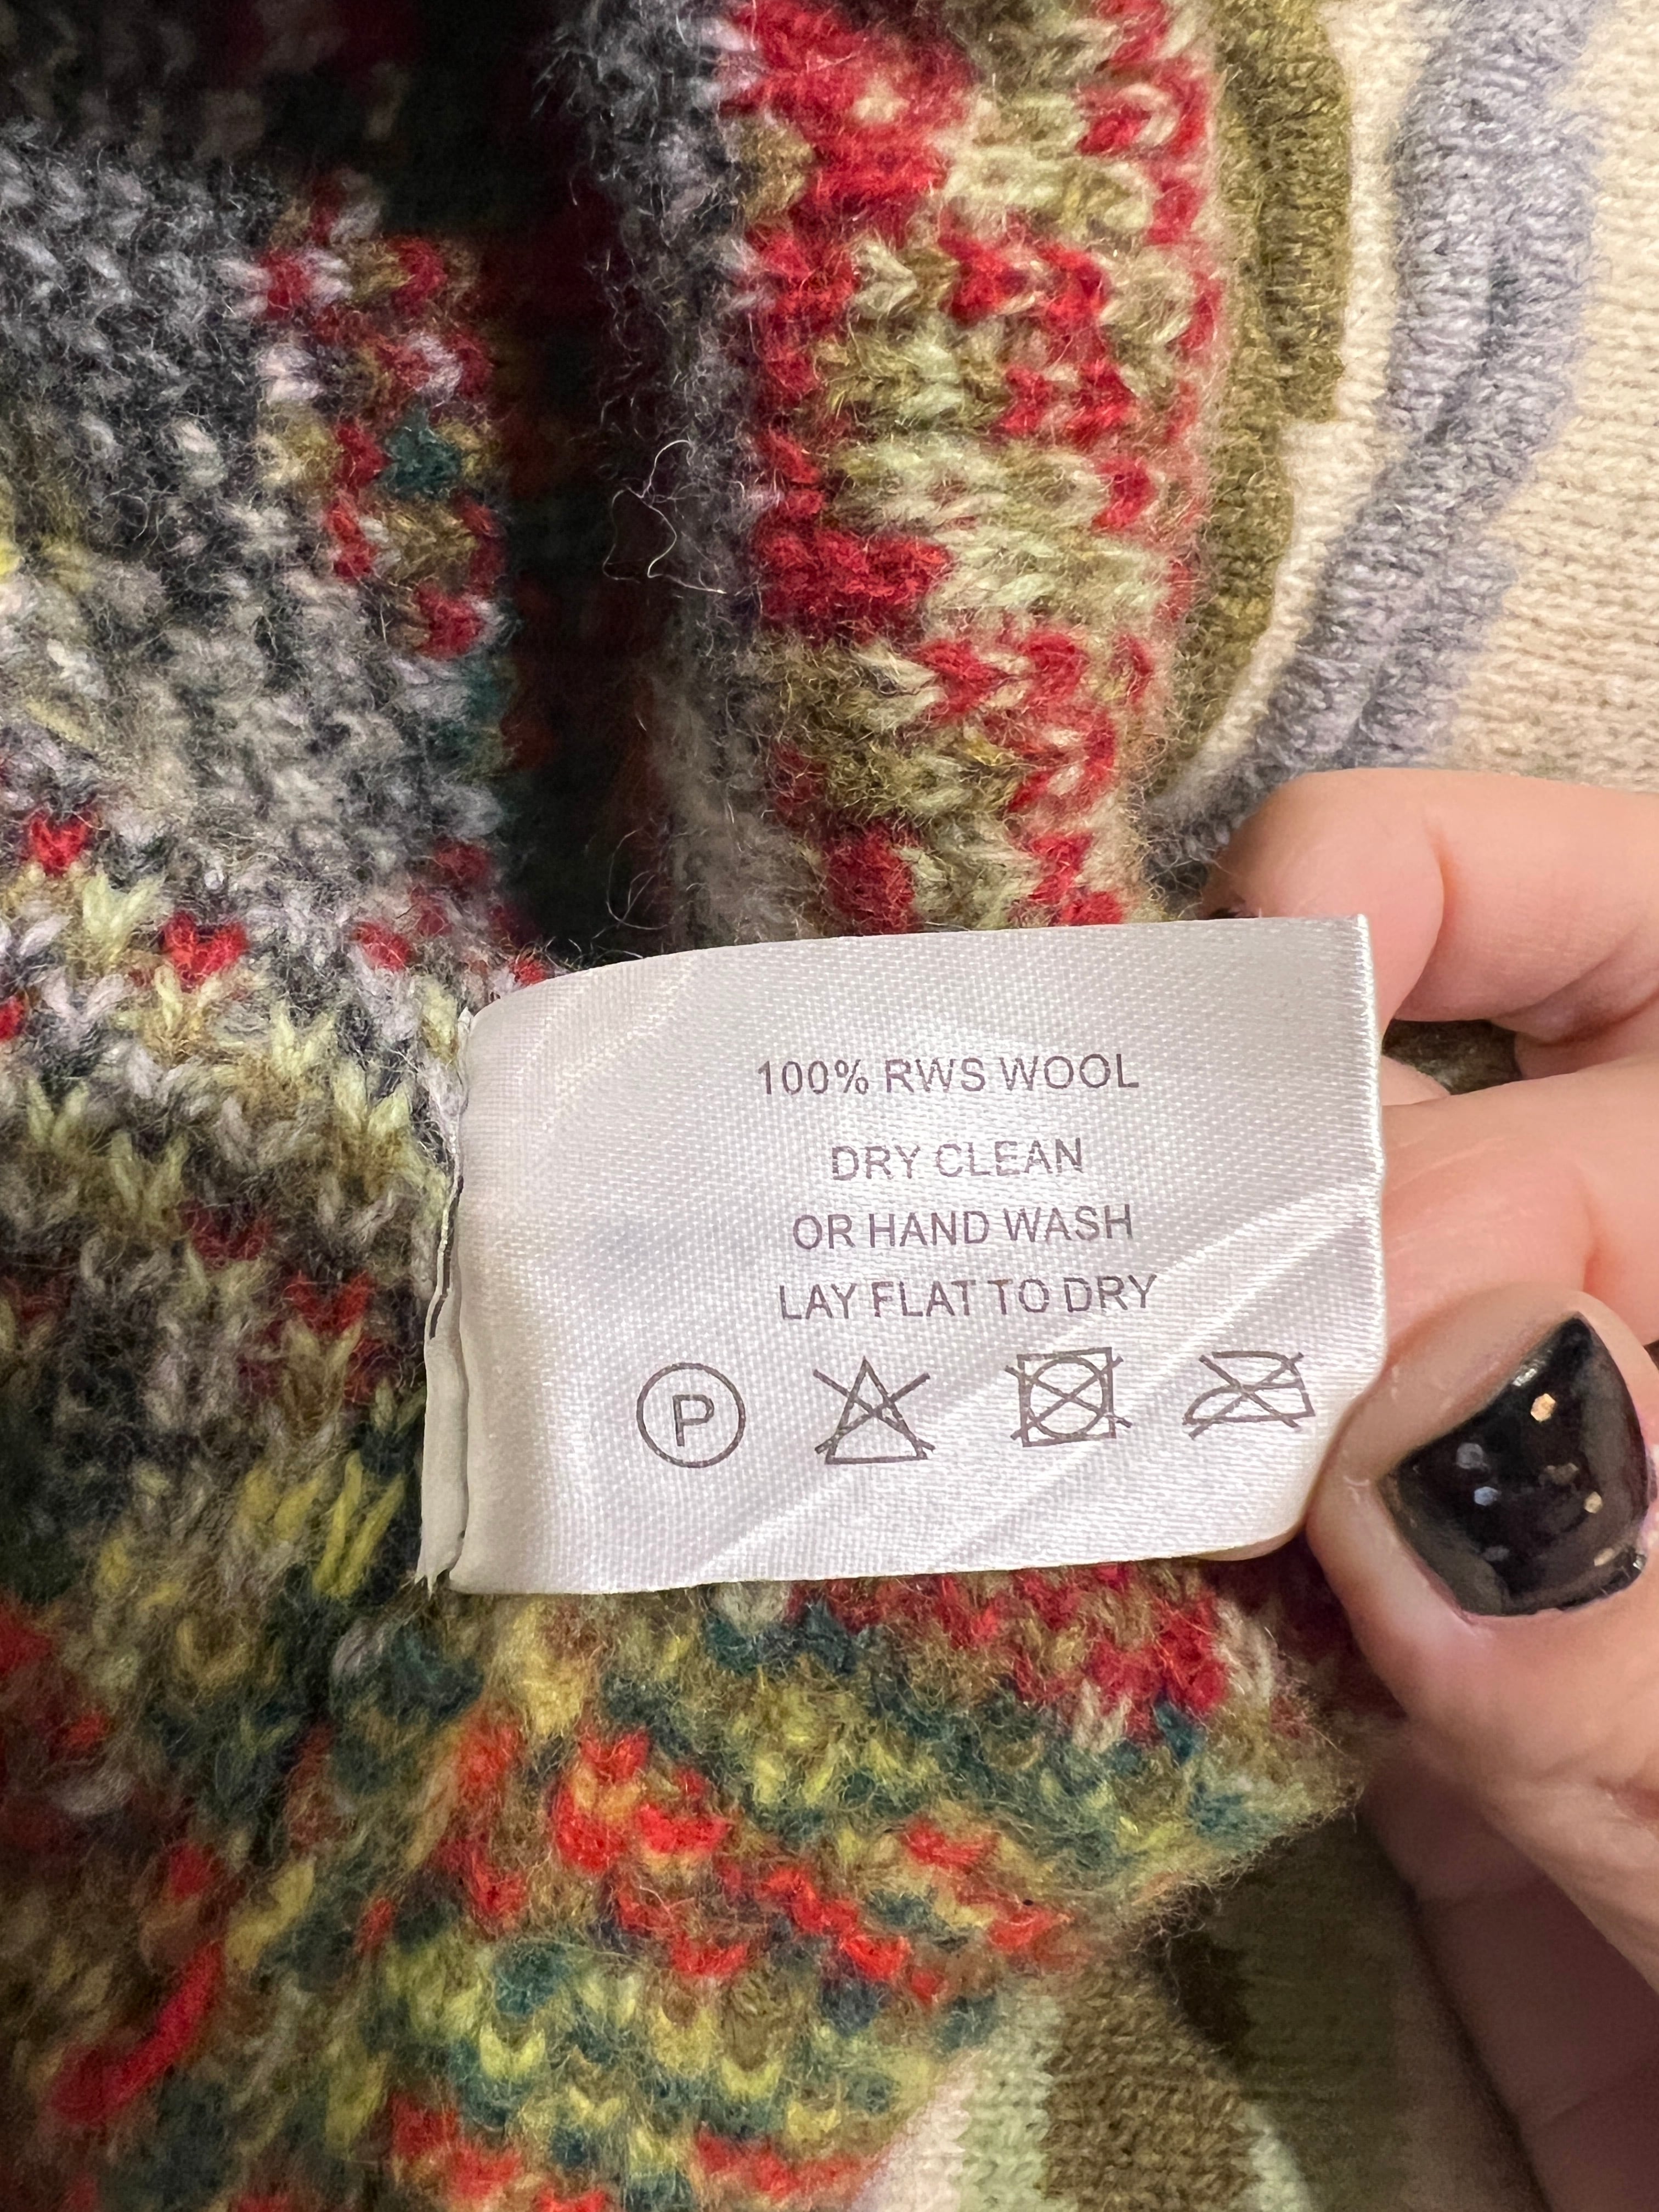 100% RWS WOOL
DRY CLEAN
OR HAND WASH
LAY FLAT TO DRY
P